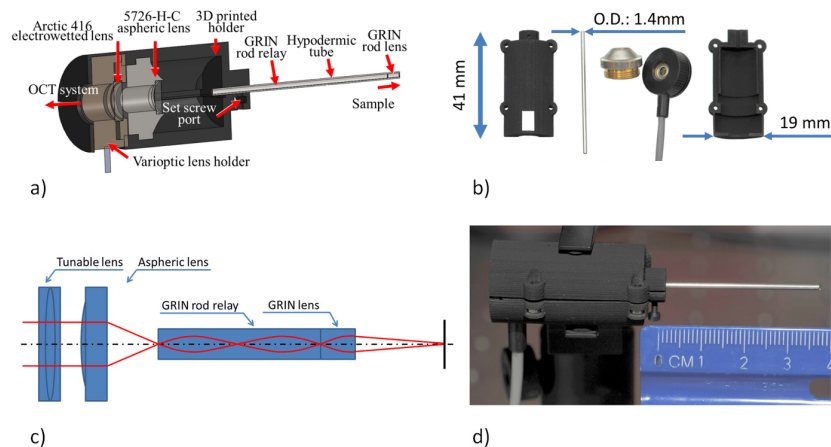 Arctic 416
electrowetted lens
5726-H-C
aspheric lens
3D printed
holder
GRIN
rod relay
Hypodermic
tube
GRIN
rod lens
OCT system
Set screw
port
Sample
Varioptic lens holder
a)
O.D.: 1.4mm
41 mm
19 mm
b)
Tunable lens
Aspheric lens
GRIN rod relay
GRIN lens
c)
0 CM 1 2 3 4
d)